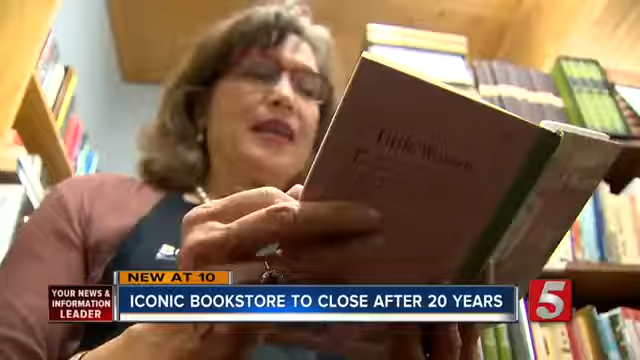 Little Women
NEW AT 10
YOUR NEWS &
INFORMATION
LEADER
ICONIC BOOKSTORE TO CLOSE AFTER 20 YEARS
5